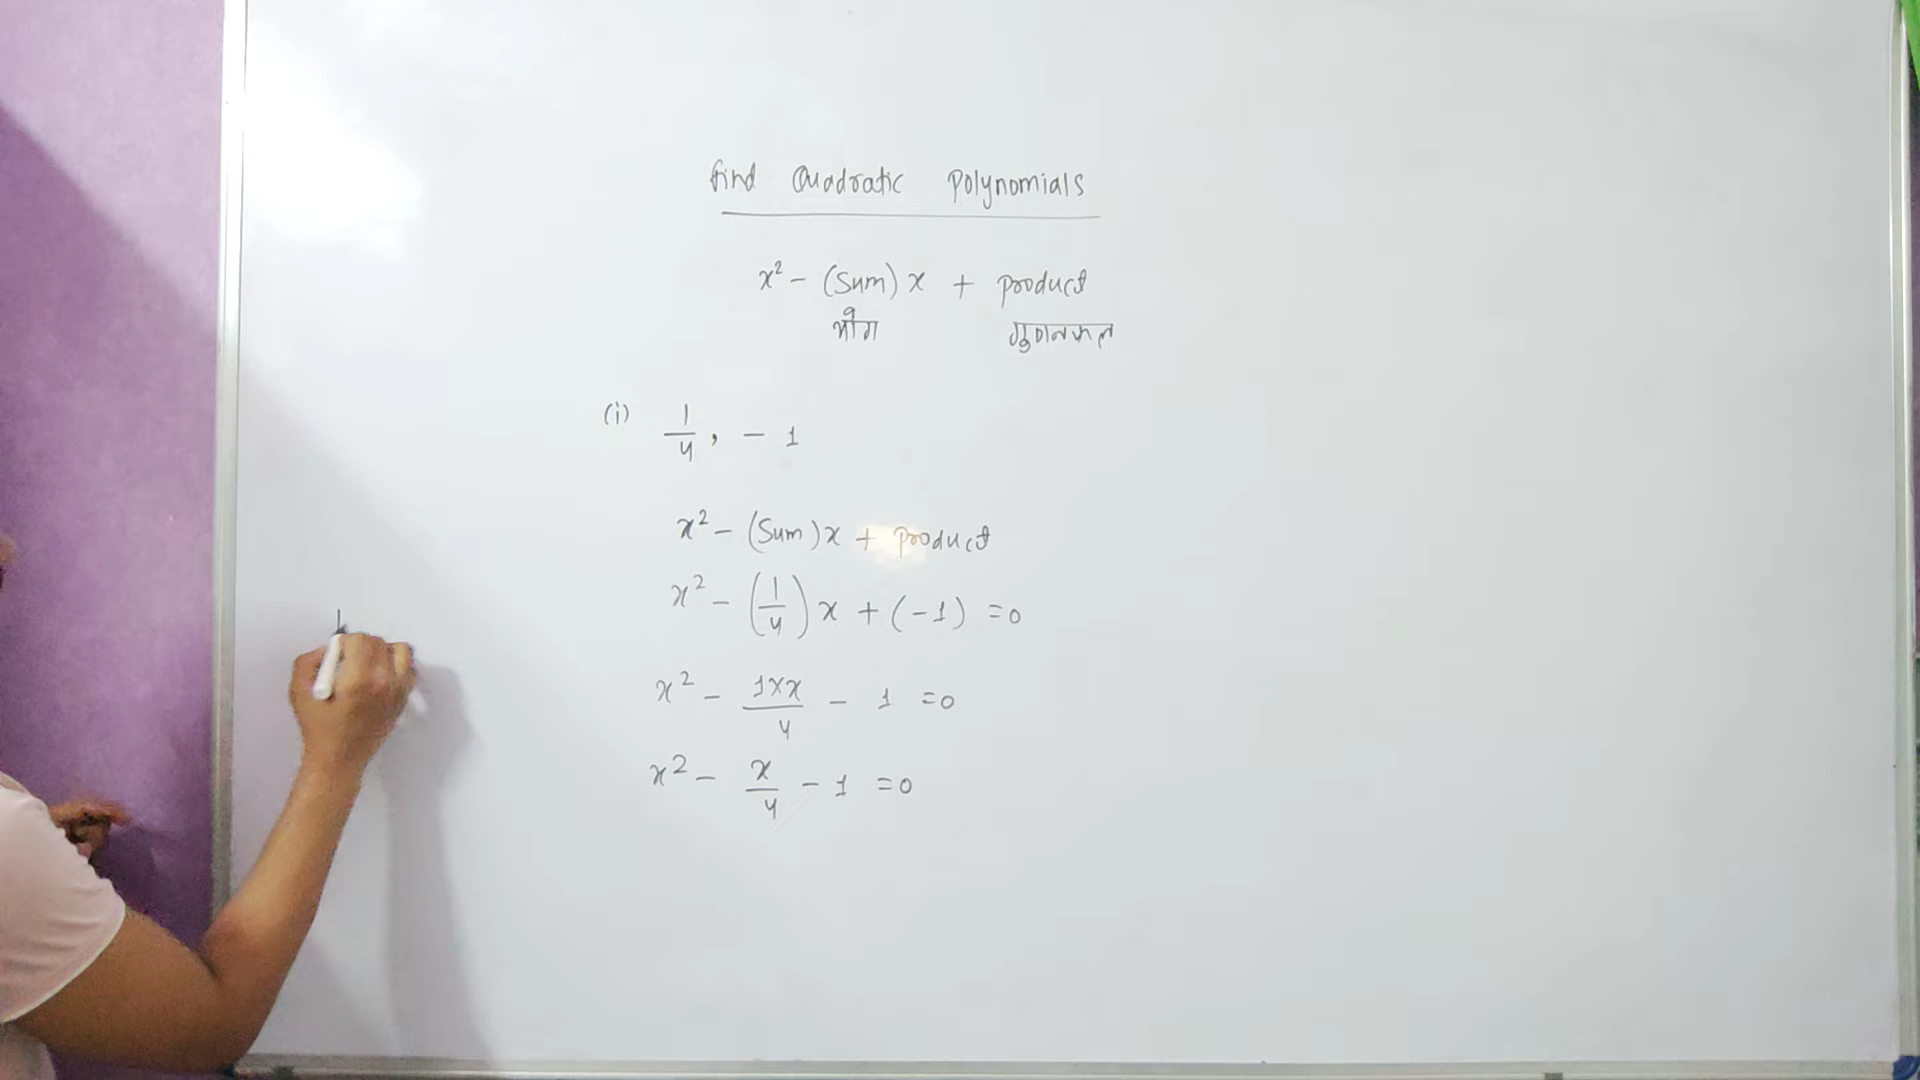 find Quadratic Polynomials
x² - (Sum) x + product
योग गुणनफल
(i) 1/4 , - 1
x² - (Sum) x + product
x² - (1/4) x + (-1) = 0
x² - 1×x/4 - 1 = 0
x² - x/4 - 1 = 0